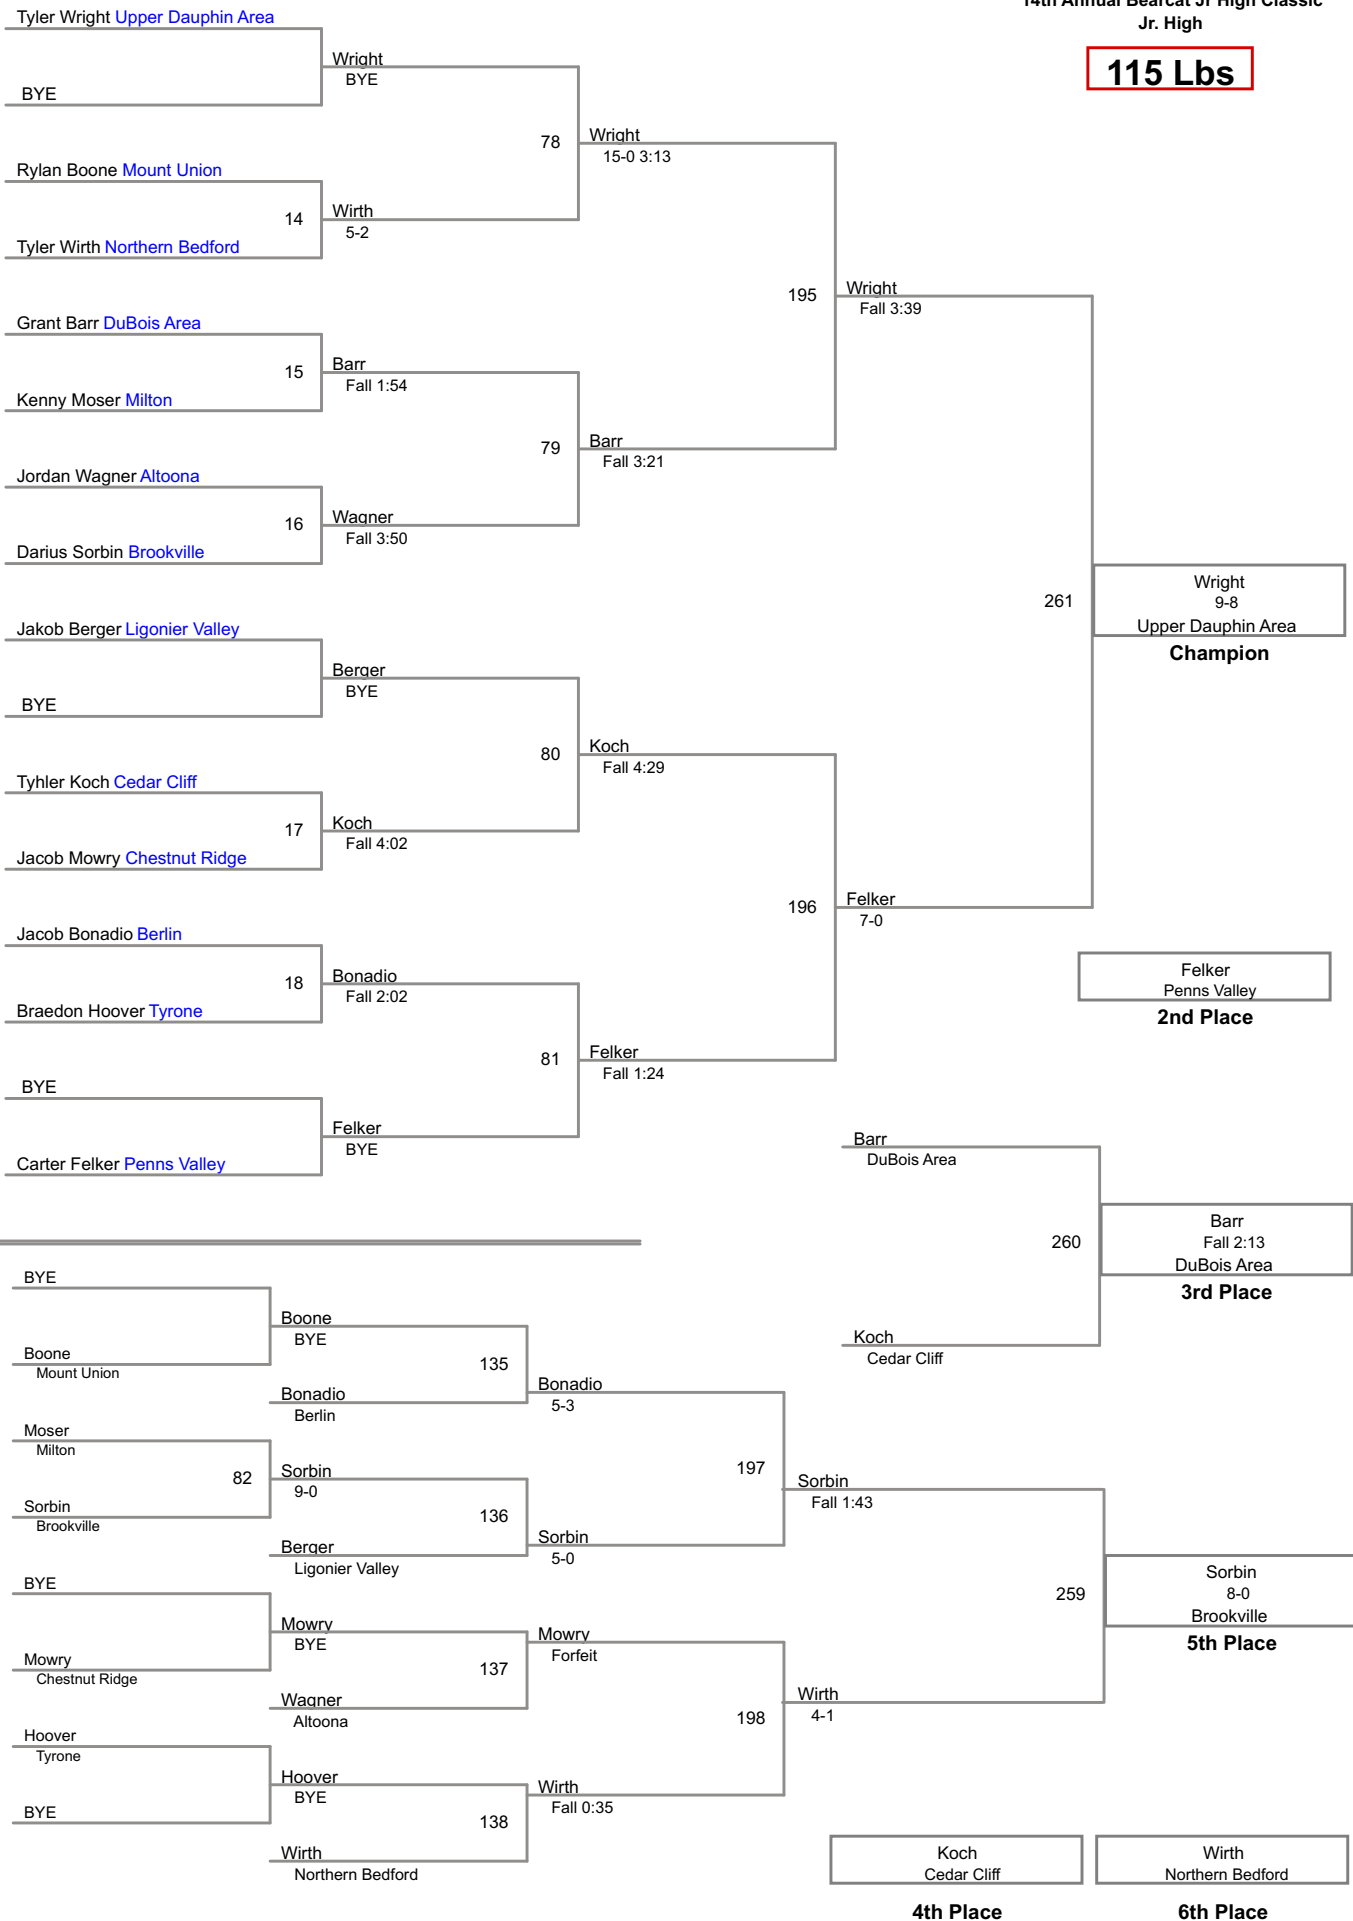 14th Annual Bearcat Jr High Classic
Jr. High
115 Lbs
Tyler Wright Upper Dauphin Area
Wright
BYE
BYE
78
Wright
15-0 3:13
Rylan Boone Mount Union
14
Wirth
5-2
Tyler Wirth Northern Bedford
195
Wright
Fall 3:39
Grant Barr DuBois Area
15
Barr
Fall 1:54
Kenny Moser Milton
79
Barr
Fall 3:21
Jordan Wagner Altoona
16
Wagner
Fall 3:50
Darius Sorbin Brookville
261
Wright
9-8
Upper Dauphin Area
Champion
Jakob Berger Ligonier Valley
Berger
BYE
BYE
80
Koch
Fall 4:29
Tyhler Koch Cedar Cliff
17
Koch
Fall 4:02
Jacob Mowry Chestnut Ridge
196
Felker
7-0
Jacob Bonadio Berlin
18
Bonadio
Fall 2:02
Braedon Hoover Tyrone
Felker
Penns Valley
2nd Place
81
Felker
Fall 1:24
BYE
Felker
BYE
Carter Felker Penns Valley
Barr
DuBois Area
260
Barr
Fall 2:13
DuBois Area
3rd Place
Koch
Cedar Cliff
BYE
Boone
BYE
Boone
Mount Union
135
Bonadio
Berlin
Bonadio
5-3
Moser
Milton
82
Sorbin
9-0
Sorbin
Brookville
197
Sorbin
Fall 1:43
136
Sorbin
5-0
Berger
Ligonier Valley
BYE
259
Sorbin
8-0
Brookville
5th Place
Mowry
BYE
Mowry
Forfeit
Mowry
Chestnut Ridge
137
Wagner
Altoona
198
Wirth
4-1
Hoover
Tyrone
Hoover
BYE
Wirth
Fall 0:35
BYE
138
Wirth
Northern Bedford
Koch
Cedar Cliff
4th Place
Wirth
Northern Bedford
6th Place